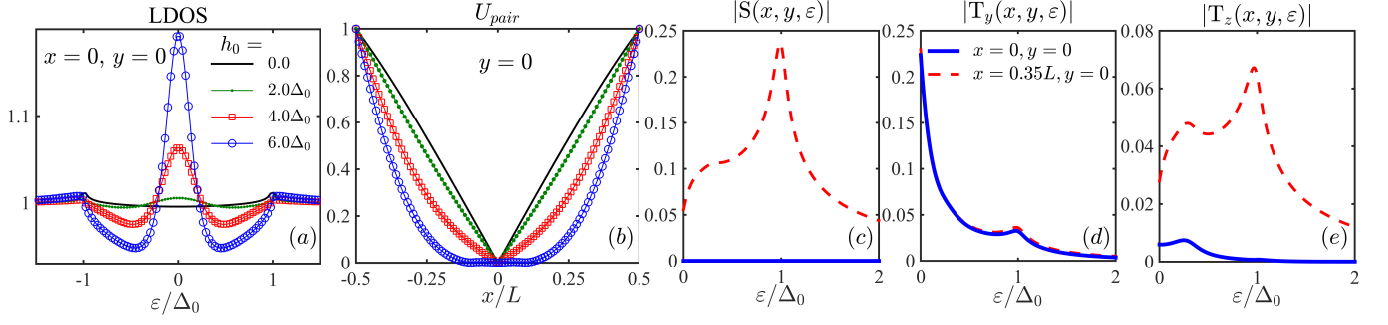 LDOS
x = 0, y = 0
h₀ =
0.0
2.0Δ₀
4.0Δ₀
6.0Δ₀
1.1
1
-1
0
1
ε/Δ₀
(a)
U_pair
y = 0
1
0.8
0.6
0.4
0.2
0
-0.5
-0.25
0
0.25
0.5
x/L
(b)
|S(x, y, ε)|
0.25
0.2
0.15
0.1
0.05
0
0
1
2
ε/Δ₀
(c)
|T_y(x, y, ε)|
x = 0, y = 0
x = 0.35L, y = 0
0.25
0.2
0.15
0.1
0.05
0
0
1
2
ε/Δ₀
(d)
|T_z(x, y, ε)|
0.08
0.06
0.04
0.02
0
0
1
2
ε/Δ₀
(e)